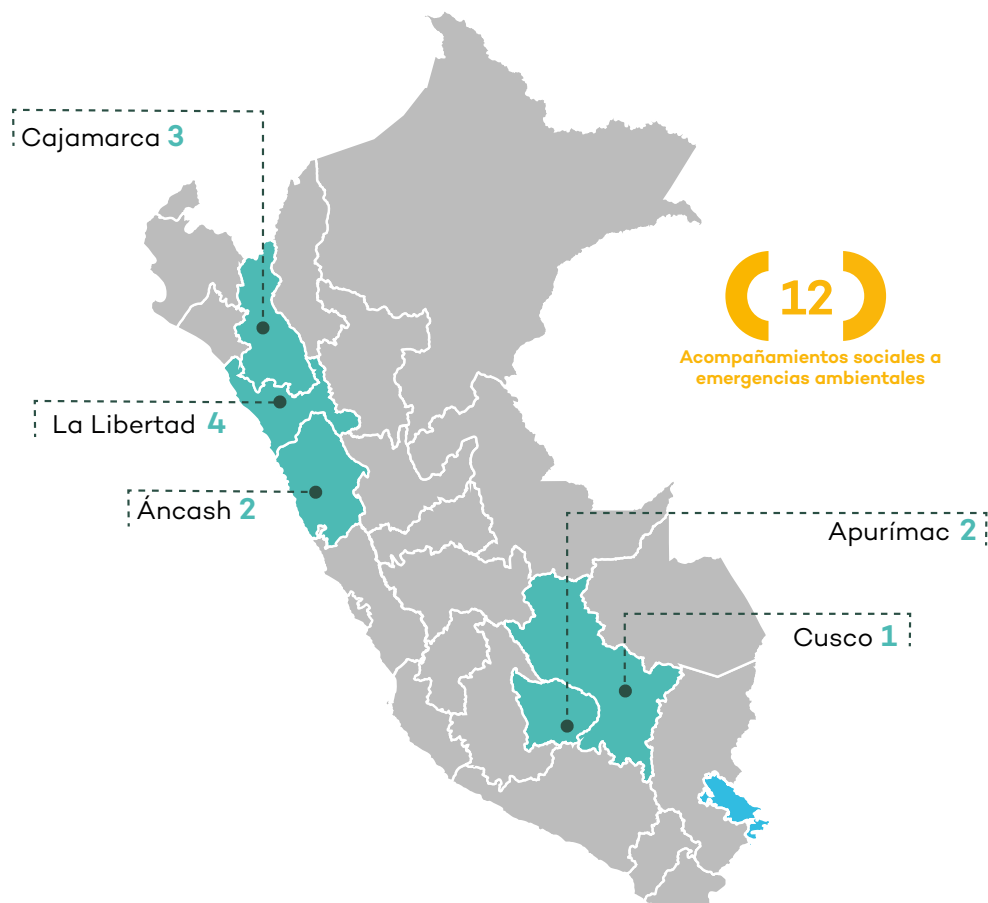 Cajamarca 3
12
Acompañamientos sociales a
emergencias ambientales
La Libertad 4
Áncash 2
Apurímac 2
Cusco 1